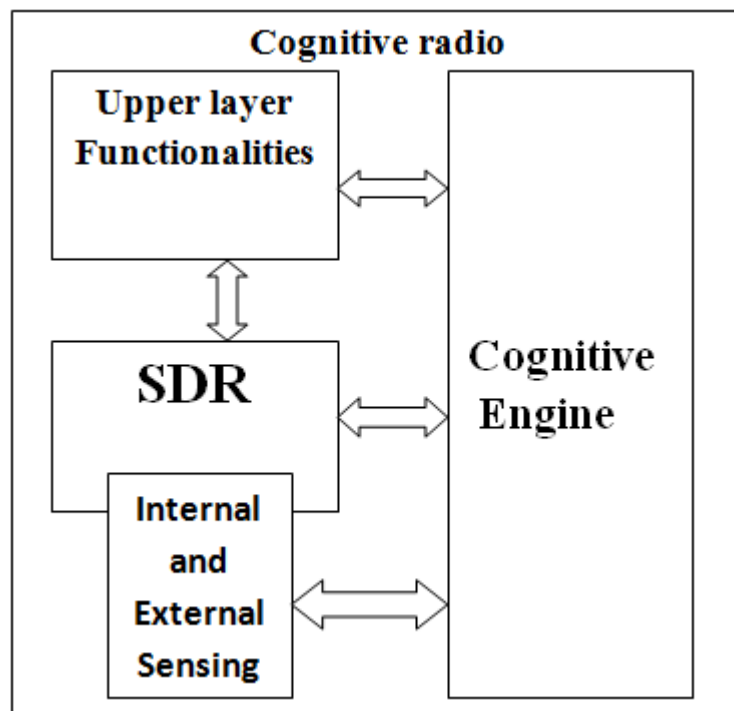 Cognitive radio
Upper layer
Functionalities
SDR
Cognitive
Engine
Internal
and
External
Sensing